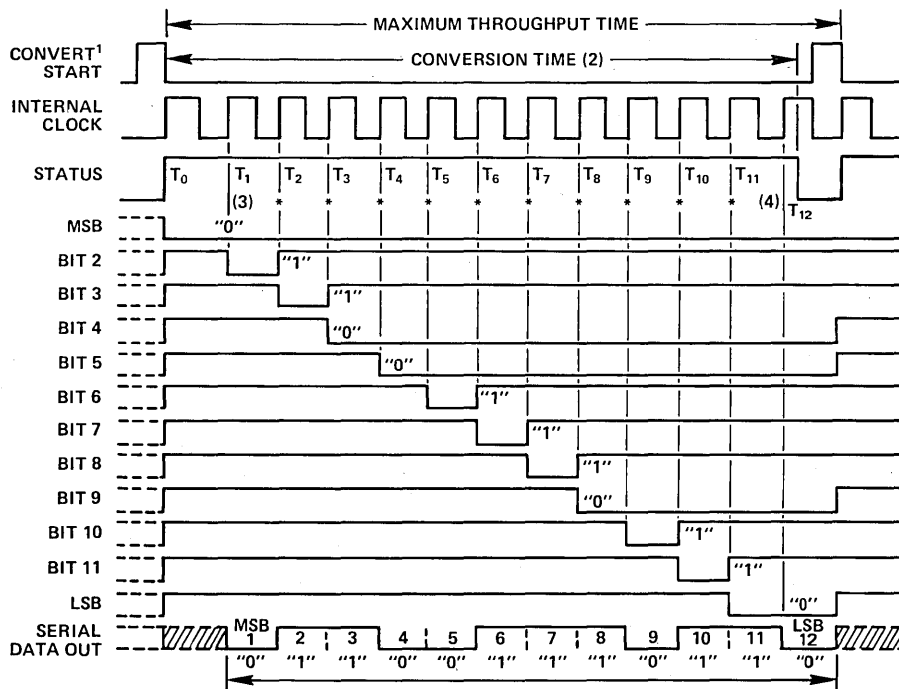 MAXIMUM THROUGHPUT TIME
CONVERT¹ START
CONVERSION TIME (2)
INTERNAL CLOCK
STATUS T₀ T₁ T₂ T₃ T₄ T₅ T₆ T₇ T₈ T₉ T₁₀ T₁₁
(3) * * * * * * * * * * (4) T₁₂
MSB "0"
BIT 2 "1"
BIT 3 "1"
BIT 4 "0"
BIT 5 "0"
BIT 6 "1"
BIT 7 "1"
BIT 8 "1"
BIT 9 "0"
BIT 10 "1"
BIT 11 "1"
LSB "0"
MSB LSB
SERIAL DATA OUT 1 2 3 4 5 6 7 8 9 10 11 12
"0" "1" "1" "0" "0" "1" "1" "1" "0" "1" "1" "0"